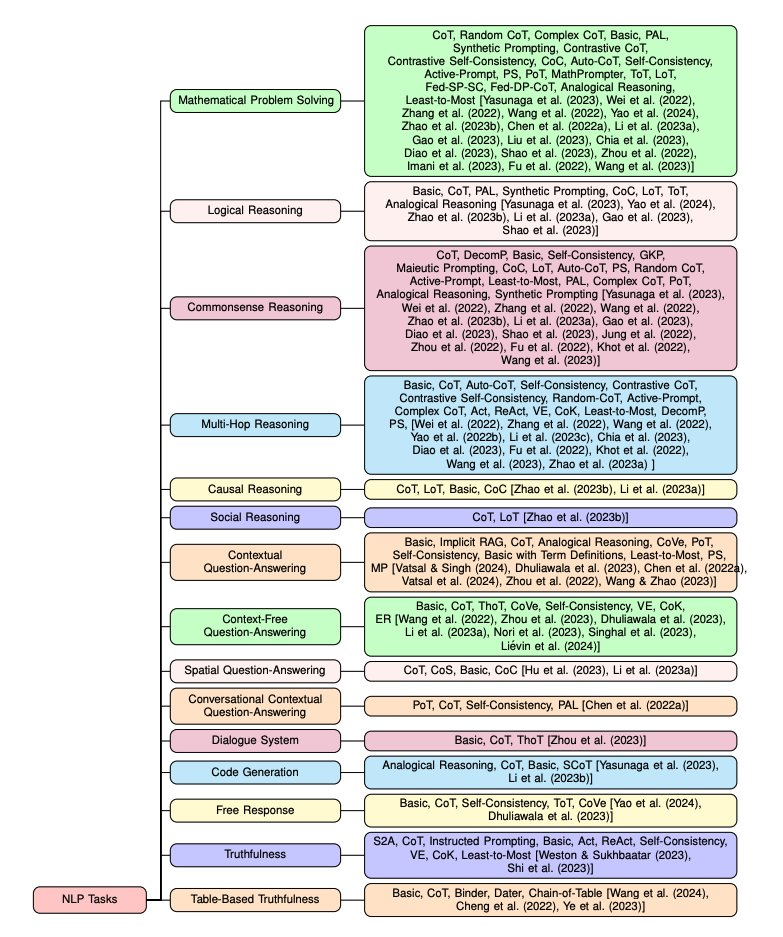 CoT, Random CoT, Complex CoT, Basic, PAL,
Synthetic Prompting, Contrastive CoT,
Contrastive Self-Consistency, CoC, Auto-CoT, Self-Consistency,
Active-Prompt, PS, PoT, MathPrompter, ToT, LoT,
Fed-SP-SC, Fed-DP-CoT, Analogical Reasoning,
Least-to-Most [Yasunaga et al. (2023), Wei et al. (2022),
Zhang et al. (2022), Wang et al. (2022), Yao et al. (2024),
Zhao et al. (2023b), Chen et al. (2022a), Li et al. (2023a),
Gao et al. (2023), Liu et al. (2023), Chia et al. (2023),
Diao et al. (2023), Shao et al. (2023), Zhou et al. (2022),
Imani et al. (2023), Fu et al. (2022), Wang et al. (2023)]
Mathematical Problem Solving
Basic, CoT, PAL, Synthetic Prompting, CoC, LoT, ToT,
Analogical Reasoning [Yasunaga et al. (2023), Yao et al. (2024),
Zhao et al. (2023b), Li et al. (2023a), Gao et al. (2023),
Shao et al. (2023)]
Logical Reasoning
CoT, DecomP, Basic, Self-Consistency, GKP,
Maieutic Prompting, CoC, LoT, Auto-CoT, PS, Random CoT,
Active-Prompt, Least-to-Most, PAL, Complex CoT, PoT,
Analogical Reasoning, Synthetic Prompting [Yasunaga et al. (2023),
Wei et al. (2022), Zhang et al. (2022), Wang et al. (2022),
Zhao et al. (2023b), Li et al. (2023a), Gao et al. (2023),
Diao et al. (2023), Shao et al. (2023), Jung et al. (2022),
Zhou et al. (2022), Fu et al. (2022), Khot et al. (2022),
Wang et al. (2023)]
Commonsense Reasoning
Basic, CoT, Auto-CoT, Self-Consistency, Contrastive CoT,
Contrastive Self-Consistency, Random-CoT, Active-Prompt,
Complex CoT, Act, ReAct, VE, CoK, Least-to-Most, DecomP,
PS, [Wei et al. (2022), Zhang et al. (2022), Wang et al. (2022),
Yao et al. (2022b), Li et al. (2023c), Chia et al. (2023),
Diao et al. (2023), Fu et al. (2022), Khot et al. (2022),
Wang et al. (2023), Zhao et al. (2023a) ]
Multi-Hop Reasoning
Causal Reasoning
CoT, LoT, Basic, CoC [Zhao et al. (2023b), Li et al. (2023a)]
Social Reasoning
CoT, LoT [Zhao et al. (2023b)]
Contextual
Question-Answering
Basic, Implicit RAG, CoT, Analogical Reasoning, CoVe, PoT,
Self-Consistency, Basic with Term Definitions, Least-to-Most, PS,
MP [Vatsal & Singh (2024), Dhuliawala et al. (2023), Chen et al. (2022a),
Vatsal et al. (2024), Zhou et al. (2022), Wang & Zhao (2023)]
Context-Free
Question-Answering
Basic, CoT, ThoT, CoVe, Self-Consistency, VE, CoK,
ER [Wang et al. (2022), Zhou et al. (2023), Dhuliawala et al. (2023),
Li et al. (2023a), Nori et al. (2023), Singhal et al. (2023),
Liévin et al. (2024)]
Spatial Question-Answering
CoT, CoS, Basic, CoC [Hu et al. (2023), Li et al. (2023a)]
Conversational Contextual
Question-Answering
PoT, CoT, Self-Consistency, PAL [Chen et al. (2022a)]
Dialogue System
Basic, CoT, ThoT [Zhou et al. (2023)]
Code Generation
Analogical Reasoning, CoT, Basic, SCoT [Yasunaga et al. (2023),
Li et al. (2023b)]
Free Response
Basic, CoT, Self-Consistency, ToT, CoVe [Yao et al. (2024),
Dhuliawala et al. (2023)]
Truthfulness
S2A, CoT, Instructed Prompting, Basic, Act, ReAct, Self-Consistency,
VE, CoK, Least-to-Most [Weston & Sukhbaatar (2023),
Shi et al. (2023)]
NLP Tasks
Table-Based Truthfulness
Basic, CoT, Binder, Dater, Chain-of-Table [Wang et al. (2024),
Cheng et al. (2022), Ye et al. (2023)]